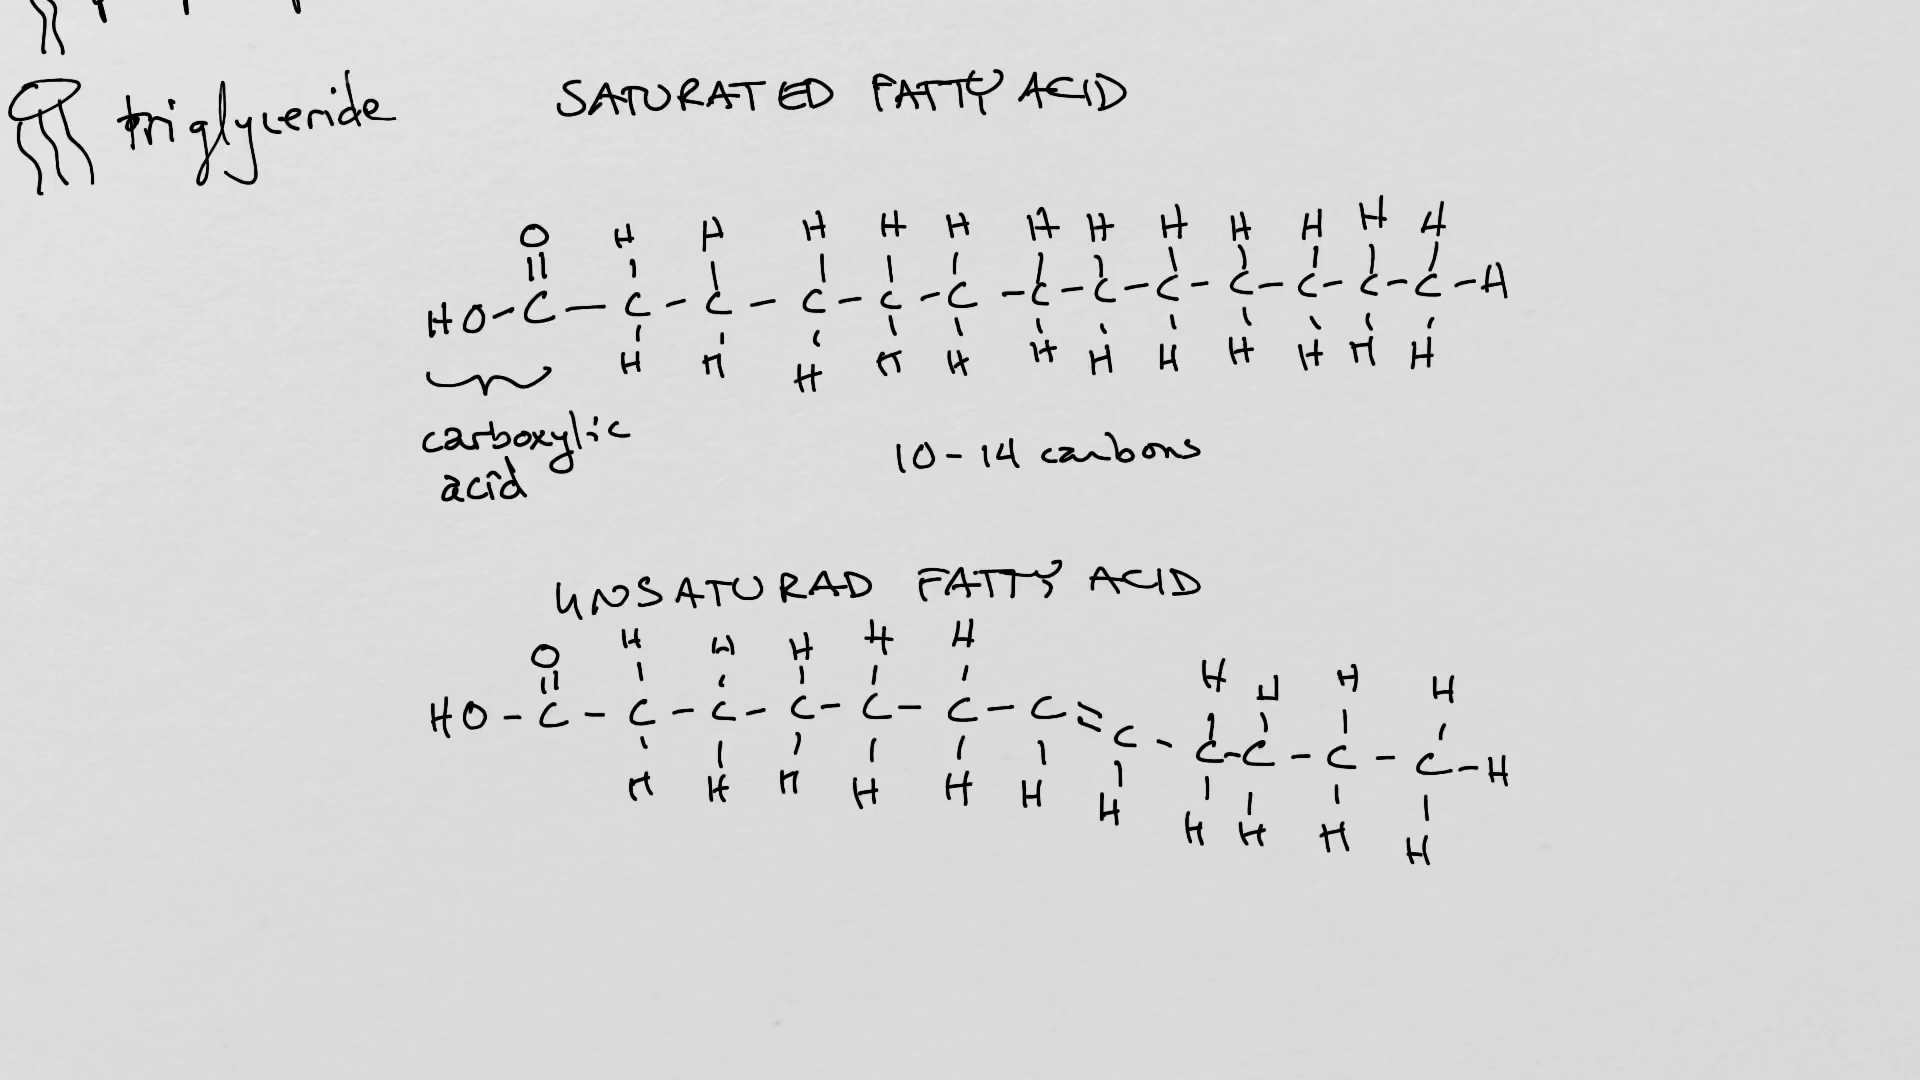 triglyceride
SATURATED FATTY ACID
O H H H H H H H H H H H H
HO-C-C-C-C-C-C-C-C-C-C-C-C-C-H
H H H H H H H H H H H H
carboxylic
acid
10-14 carbons
UNSATURAD FATTY ACID
O H H H H H H H H H
HO-C-C-C-C-C-C-C=C-C-C-C-C-H
H H H H H H H H H H H